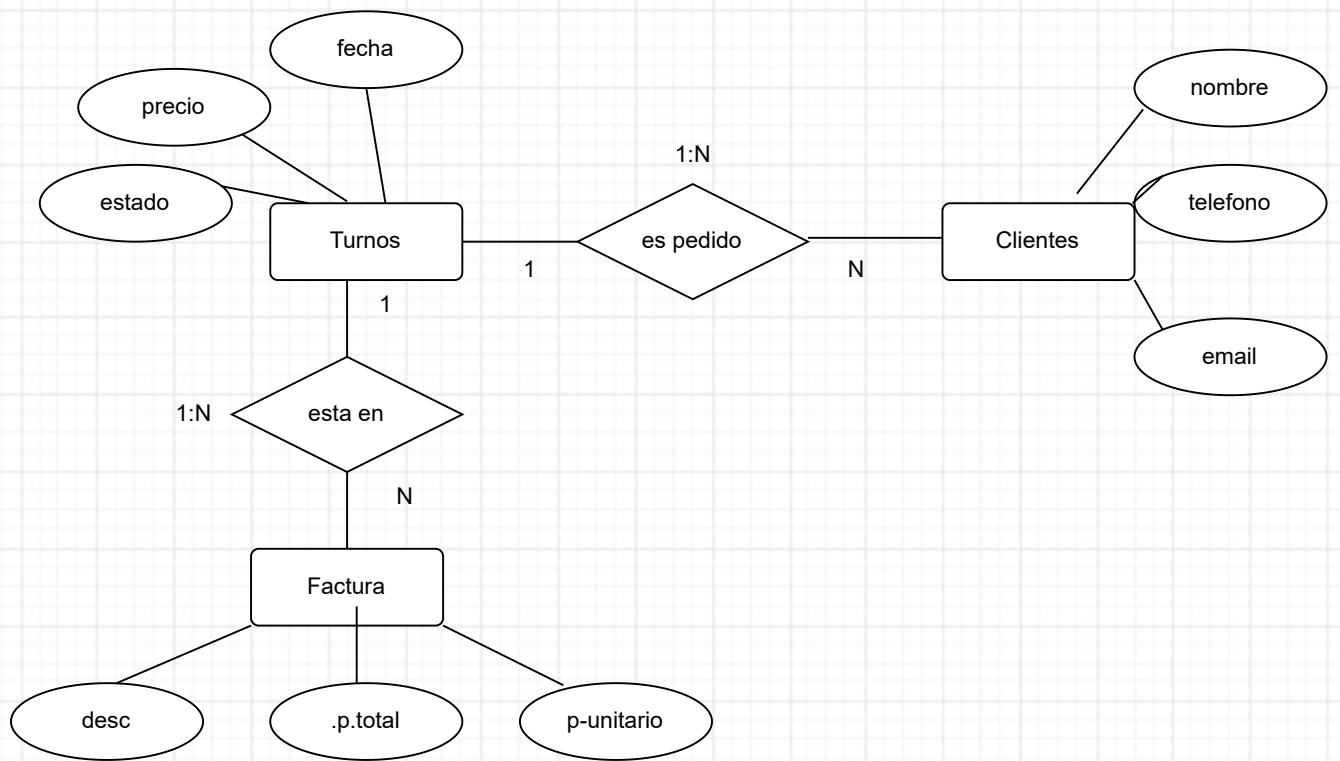 fecha
precio
nombre
1:N
estado
telefono
Turnos
es pedido
Clientes
1
N
1
email
1:N
esta en
N
Factura
desc
.p.total
p-unitario